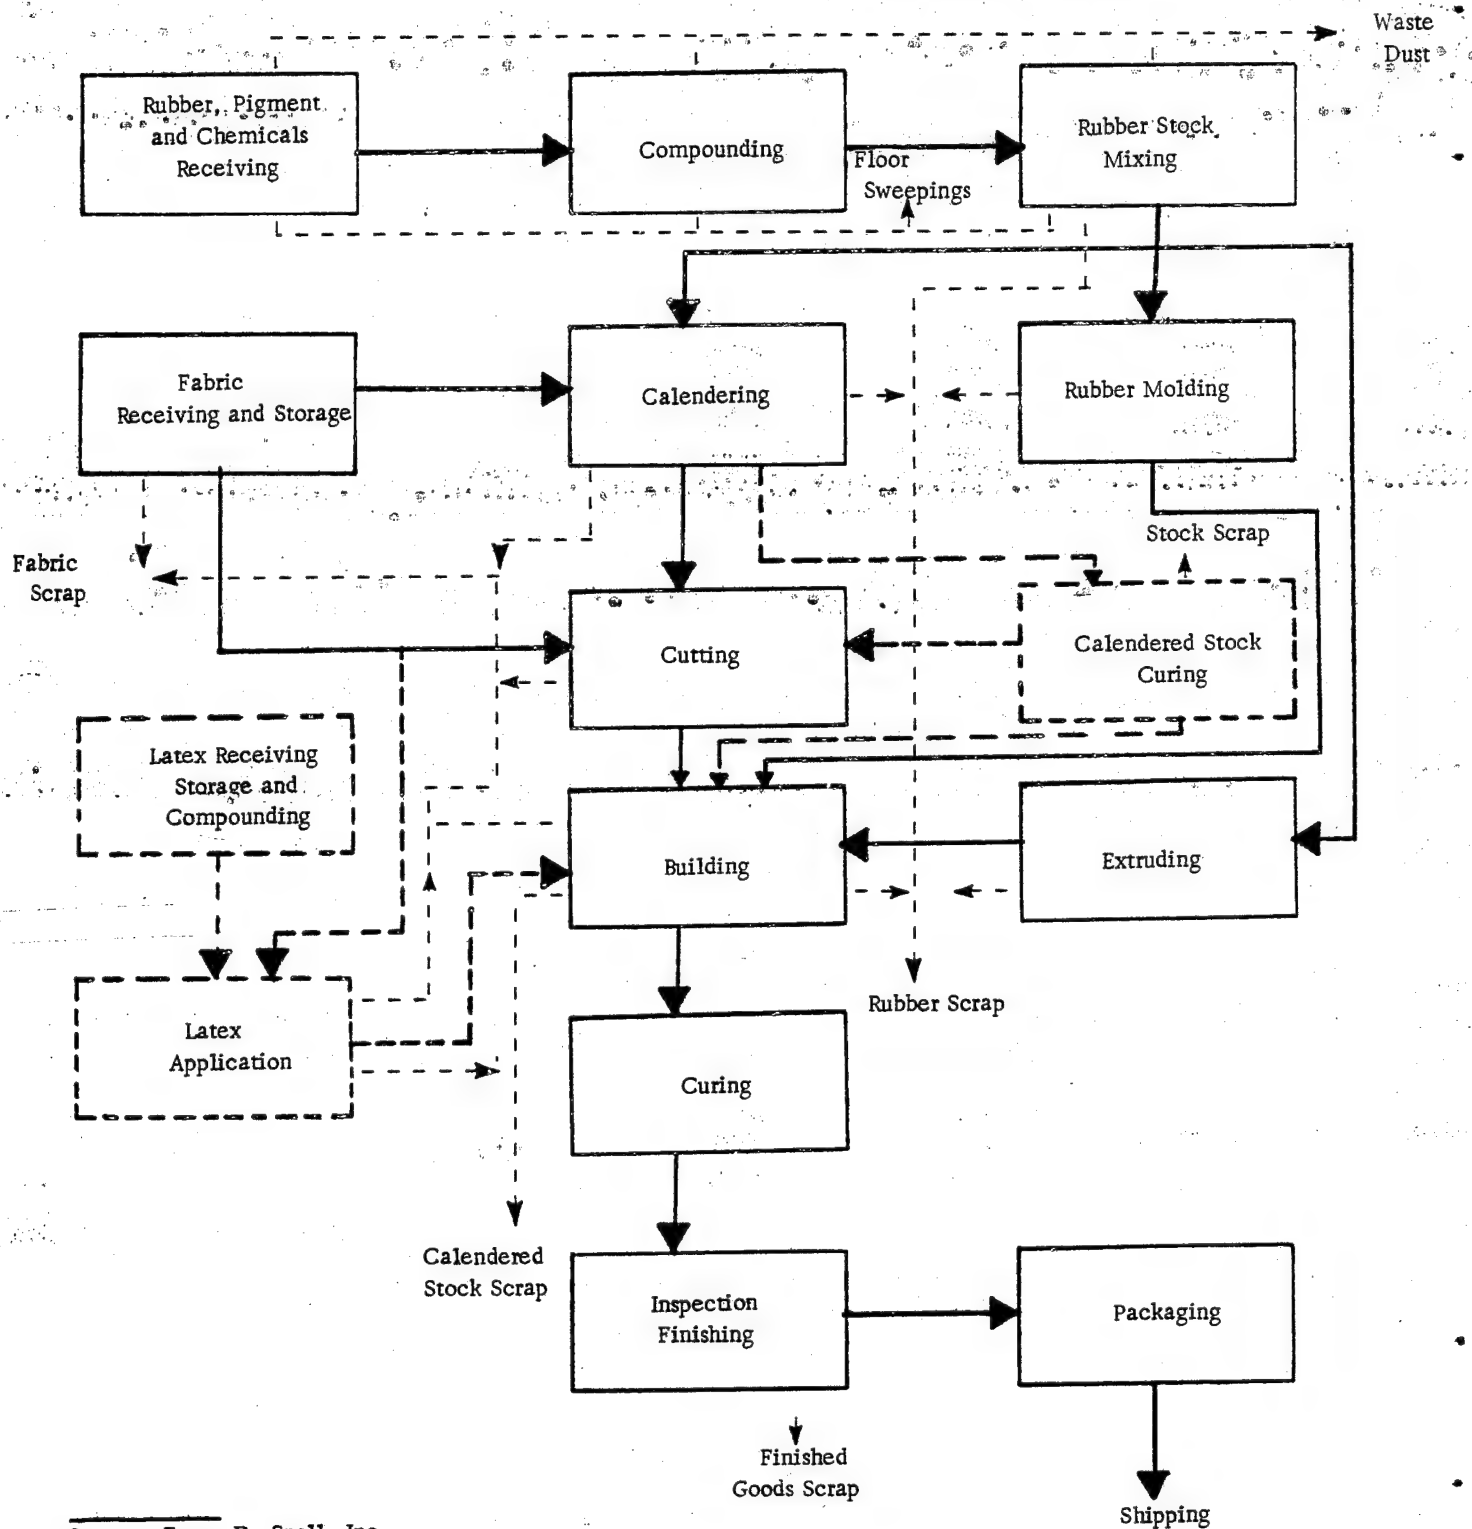 Waste
Dust
Rubber, Pigment
and Chemicals
Receiving
Compounding
Rubber Stock
Mixing
Floor
Sweepings
Fabric
Receiving and Storage
Calendering
Rubber Molding
Stock Scrap
Fabric
Scrap
Cutting
Calendered Stock
Curing
Latex Receiving
Storage and
Compounding
Building
Extruding
Rubber Scrap
Latex
Application
Curing
Calendered
Stock Scrap
Inspection
Finishing
Packaging
Finished
Goods Scrap
Shipping